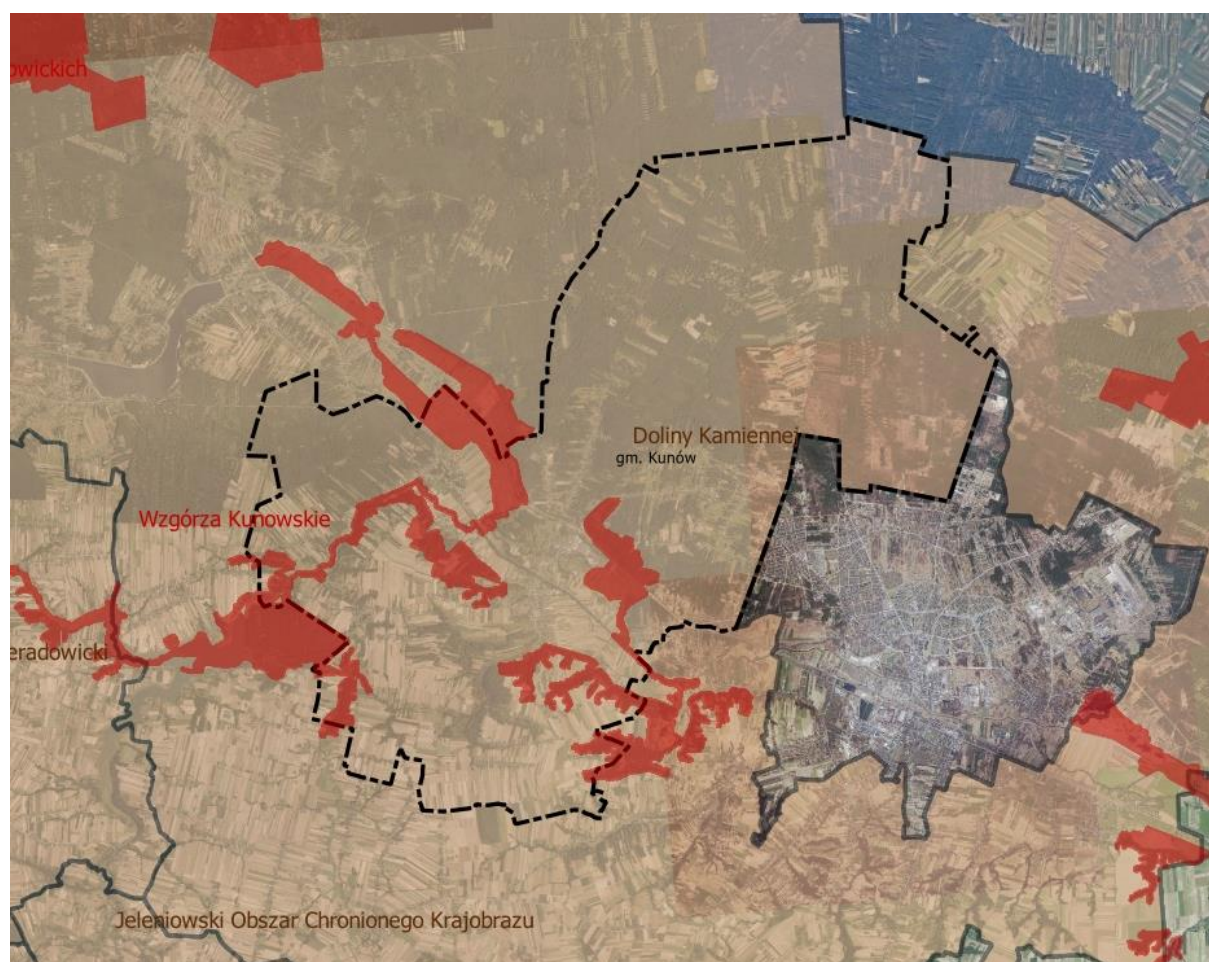 owickich
Doliny Kamiennej
gm. Kunów
Wzgórza Kunowskie
eradowicki
Jeleniowski Obszar Chronionego Krajobrazu